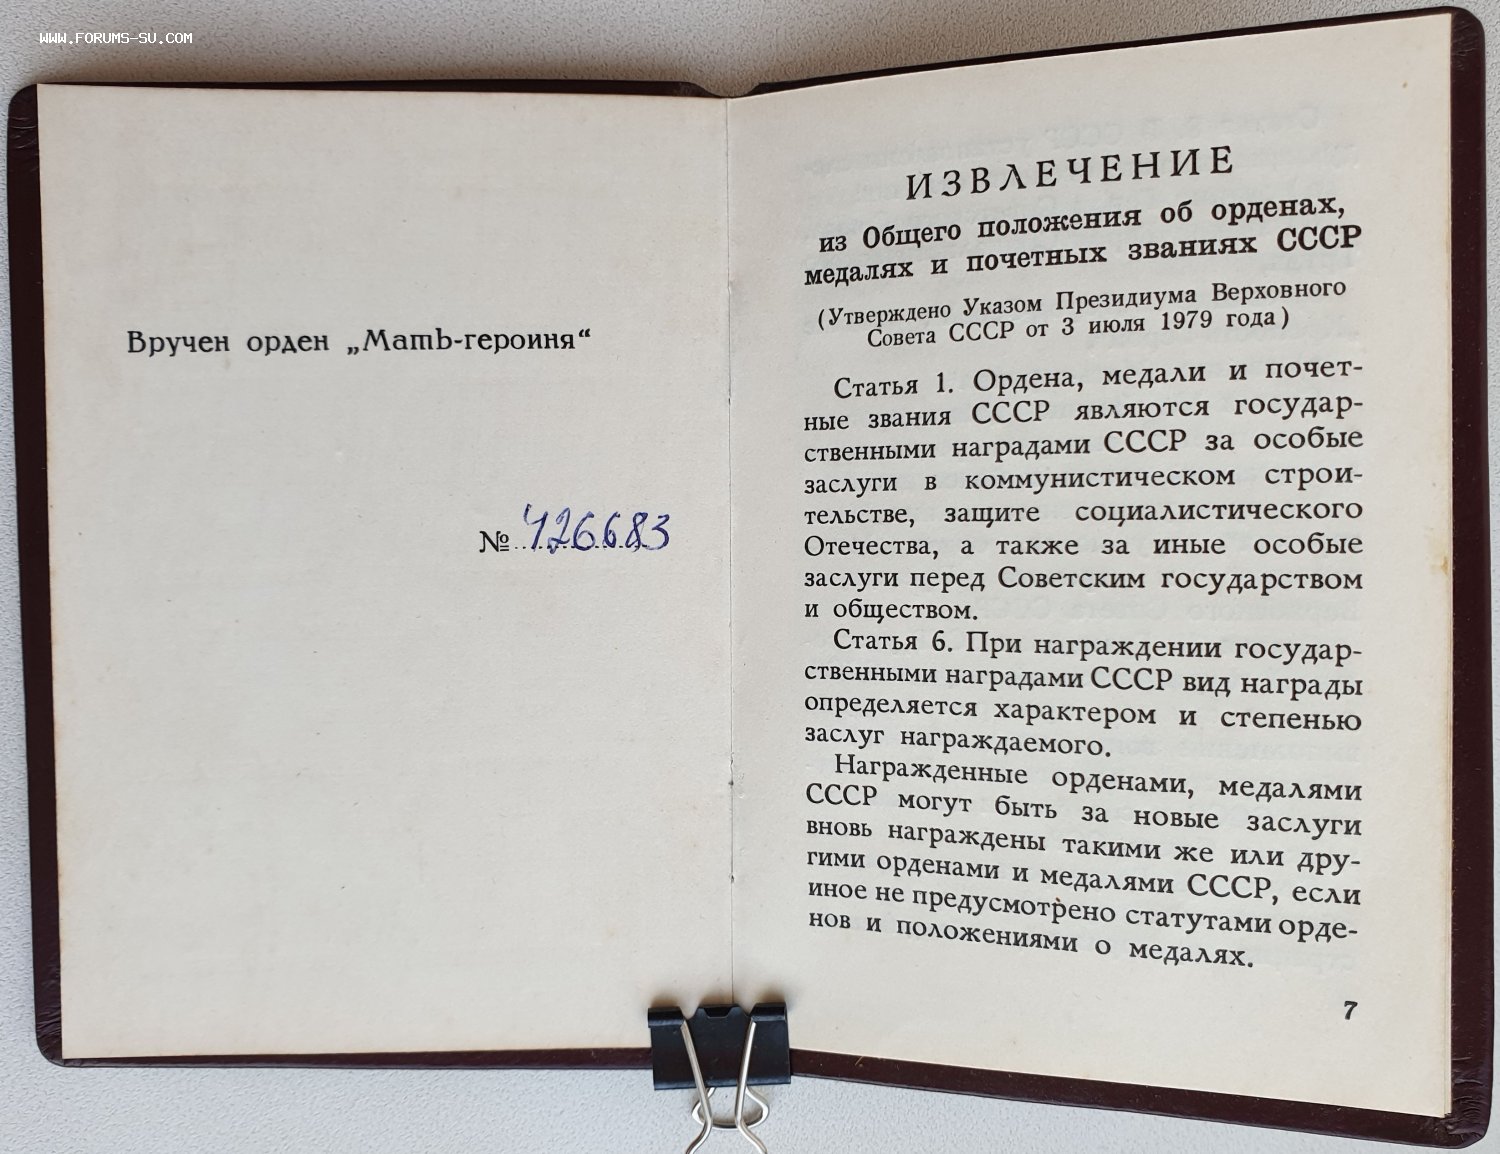 WWW.FORUMS-SU.COM
Вручен орден „Мать-героиня“
№ 426683
ИЗВЛЕЧЕНИЕ
из Общего положения об орденах,
медалях и почетных званиях СССР
(Утверждено Указом Президиума Верховного
Совета СССР от 3 июля 1979 года)
Статья 1. Ордена, медали и почет-
ные звания СССР являются государ-
ственными наградами СССР за особые
заслуги в коммунистическом строи-
тельстве, защите социалистического
Отечества, а также за иные особые
заслуги перед Советским государством
и обществом.
Статья 6. При награждении государ-
ственными наградами СССР вид награды
определяется характером и степенью
заслуг награждаемого.
Награжденные орденами, медалями
СССР могут быть за новые заслуги
вновь награждены такими же или дру-
гими орденами и медалями СССР, если
иное не предусмотрено статутами орде-
нов и положениями о медалях.
7